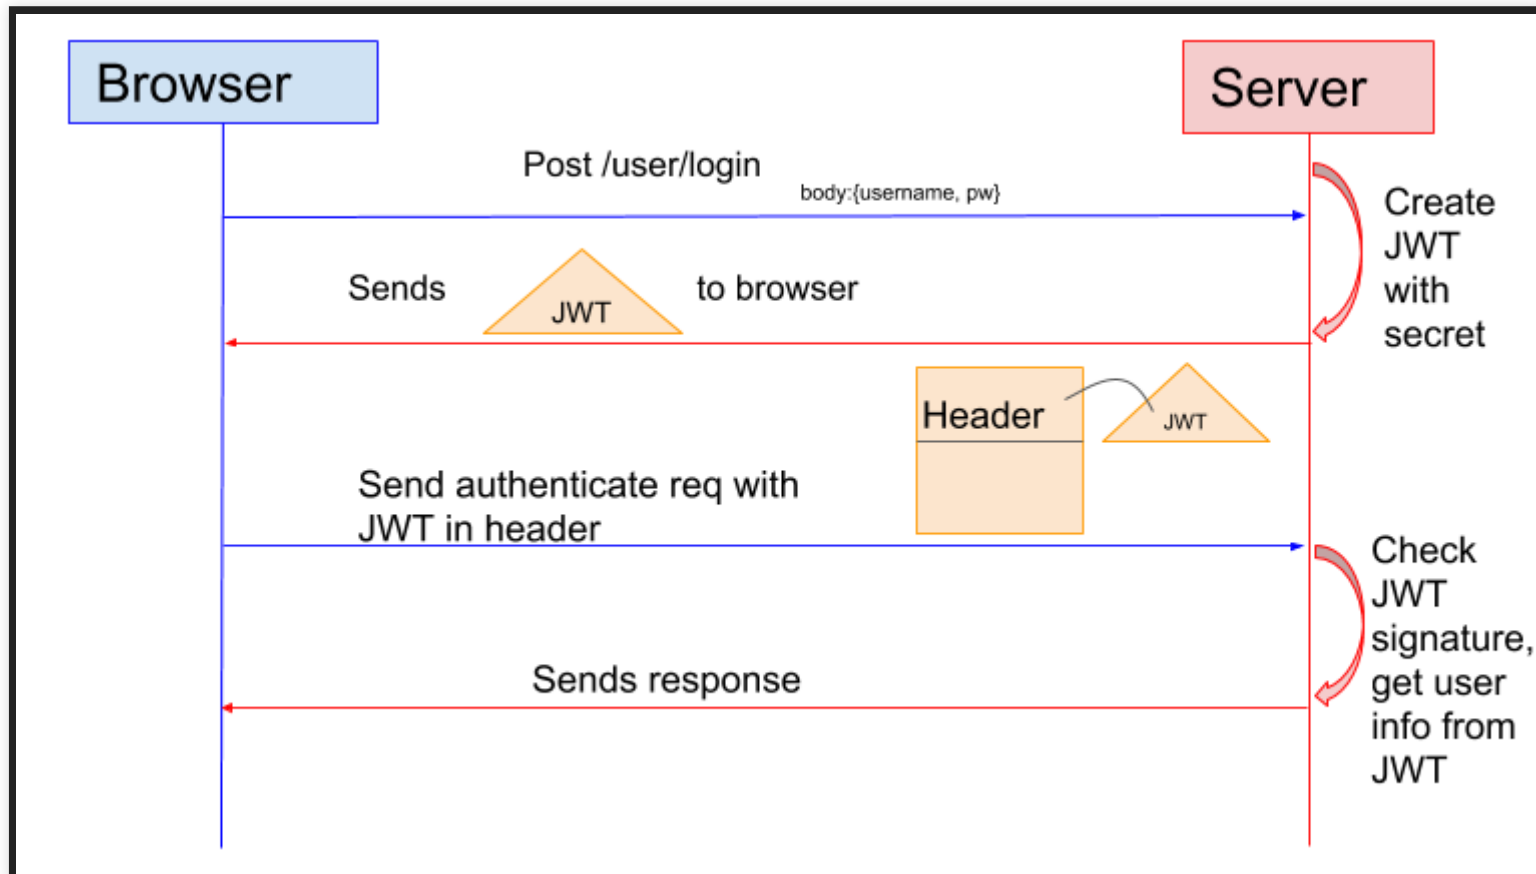 Browser
Server
Post /user/login
body:{username, pw}
Create
JWT
with
secret
Sends
JWT
to browser
Header
JWT
Send authenticate req with
JWT in header
Check
JWT
signature,
get user
info from
JWT
Sends response